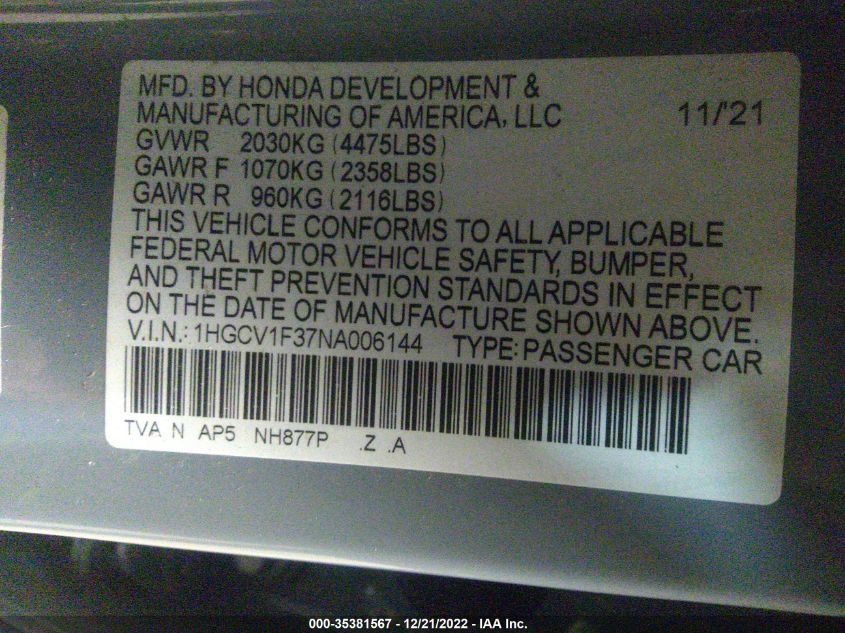 MFD. BY HONDA DEVELOPMENT &
MANUFACTURING OF AMERICA, LLC 11/'21
GVWR 2030KG (4475LBS)
GAWR F 1070KG (2358LBS)
GAWR R 960KG (2116LBS)
THIS VEHICLE CONFORMS TO ALL APPLICABLE
FEDERAL MOTOR VEHICLE SAFETY, BUMPER,
AND THEFT PREVENTION STANDARDS IN EFFECT
ON THE DATE OF MANUFACTURE SHOWN ABOVE.
V.I.N.: 1HGCV1F37NA006144 TYPE: PASSENGER CAR
TVA N AP5 NH877P .Z .A
000-35381567 - 12/21/2022 - IAA Inc.